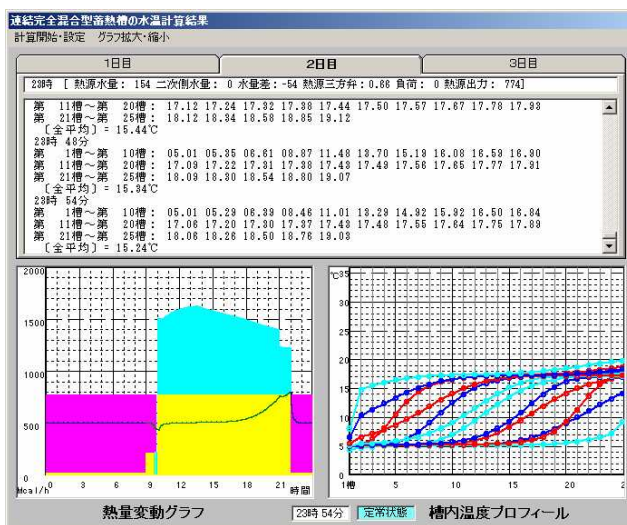 連結完全混合型蓄熱槽の水温計算結果
計算開始・設定 グラフ拡大・縮小
1日目 2日目 3日目
23時 [ 熱源水量: 154 二次側水量: 0 水量差:-54 熱源三方弁:0.66 負荷: 0 熱源出力: 774]
第 11槽~第 20槽: 17.12 17.24 17.32 17.38 17.44 17.50 17.57 17.67 17.78 17.93
第 21槽~第 25槽: 18.12 18.34 18.58 18.85 19.12
〔全平均〕= 15.44℃
23時 48分
第 1槽~第 10槽: 05.01 05.35 06.61 08.87 11.48 13.70 15.19 16.08 16.59 16.90
第 11槽~第 20槽: 17.09 17.22 17.31 17.38 17.43 17.49 17.56 17.65 17.77 17.91
第 21槽~第 25槽: 18.09 18.30 18.54 18.80 19.07
〔全平均〕= 15.34℃
23時 54分
第 1槽~第 10槽: 05.01 05.29 06.39 08.46 11.01 13.29 14.92 15.92 16.50 16.84
第 11槽~第 20槽: 17.06 17.20 17.30 17.37 17.43 17.48 17.55 17.64 17.75 17.89
第 21槽~第 25槽: 18.06 18.26 18.50 18.76 19.03
〔全平均〕= 15.24℃
2000
1500
1000
500
0
Mcal/h
0 3 6 9 12 15 18 21 時間
熱量変動グラフ
℃35
30
25
20
15
10
5
0
1槽 5 10 15 20 2
23時 54分 定常状態 槽内温度プロフィール